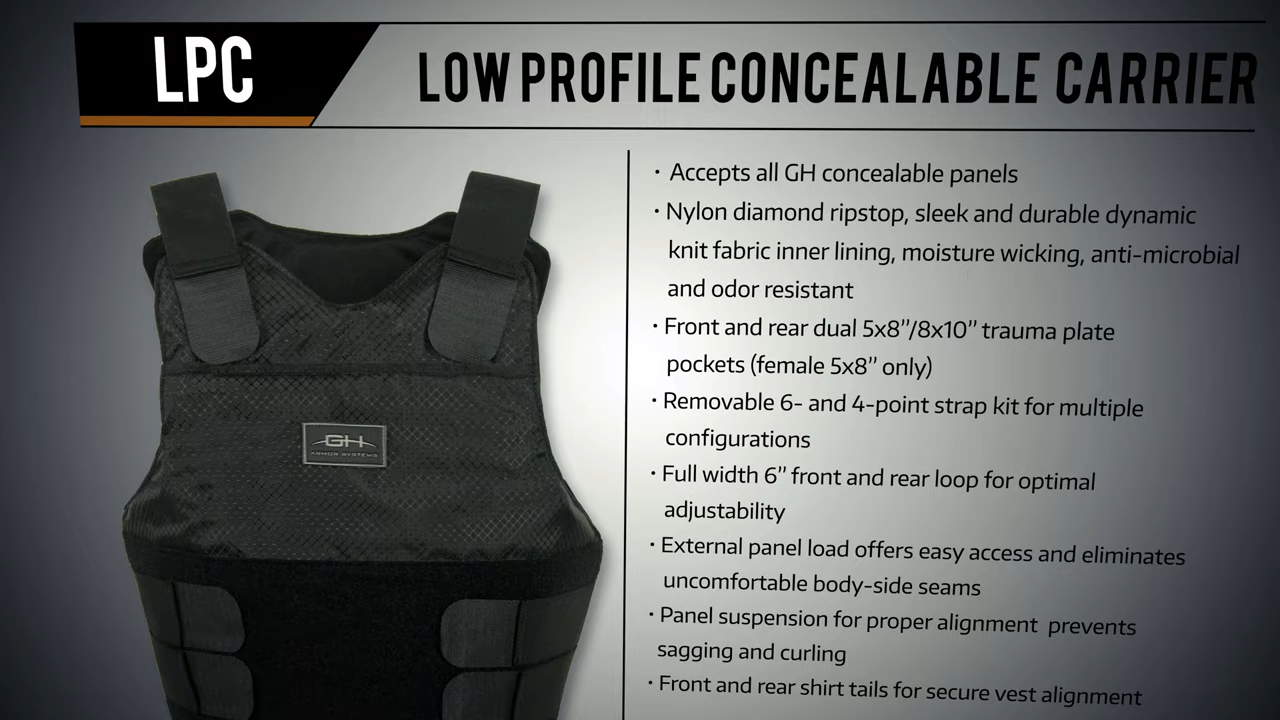 LPC
LOW PROFILE CONCEALABLE CARRIER
· Accepts all GH concealable panels
· Nylon diamond ripstop, sleek and durable dynamic
knit fabric inner lining, moisture wicking, anti-microbial
and odor resistant
· Front and rear dual 5x8”/8x10” trauma plate
pockets (female 5x8” only)
· Removable 6- and 4-point strap kit for multiple
configurations
· Full width 6” front and rear loop for optimal
adjustability
· External panel load offers easy access and eliminates
uncomfortable body-side seams
· Panel suspension for proper alignment prevents
sagging and curling
· Front and rear shirt tails for secure vest alignment
GH
ARMOR SYSTEMS